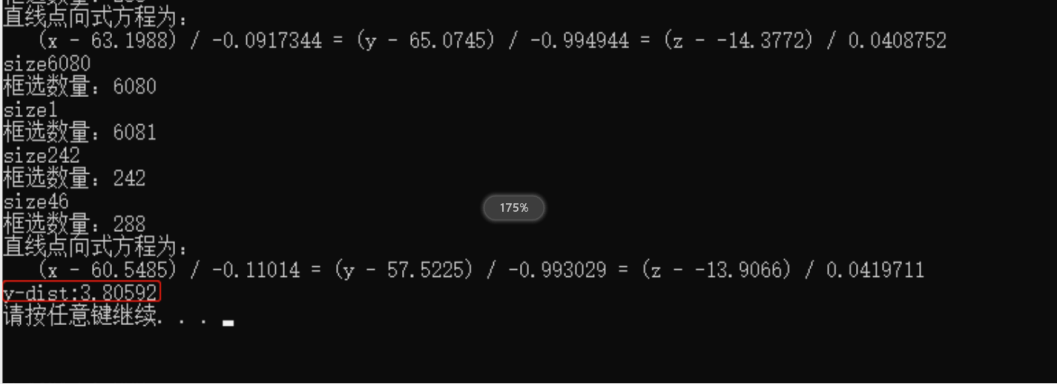 直线点向式方程为:
(x - 63.1988) / -0.0917344 = (y - 65.0745) / -0.994944 = (z - -14.3772) / 0.0408752
size6080
框选数量: 6080
size1
框选数量: 6081
size242
框选数量: 242
size46
175%
框选数量: 288
直线点向式方程为:
(x - 60.5485) / -0.11014 = (y - 57.5225) / -0.993029 = (z - -13.9066) / 0.0419711
y-dist:3.80592
请按任意键继续. . .